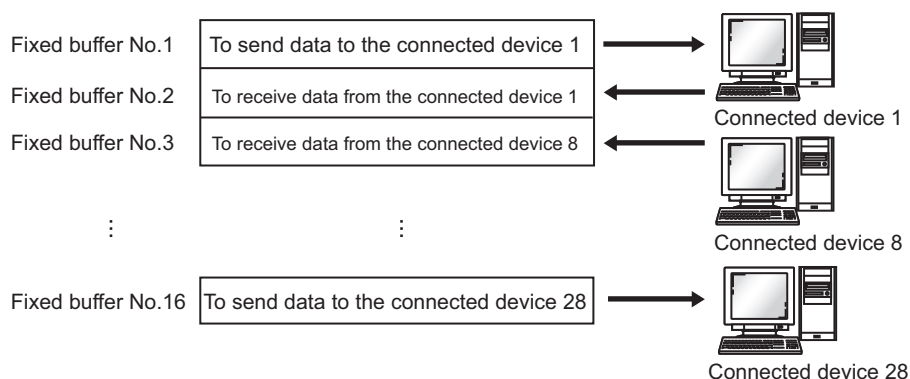 Fixed buffer No.1 To send data to the connected device 1
Fixed buffer No.2 To receive data from the connected device 1
Connected device 1
Fixed buffer No.3 To receive data from the connected device 8
Connected device 8
⋮ ⋮
Fixed buffer No.16 To send data to the connected device 28
Connected device 28